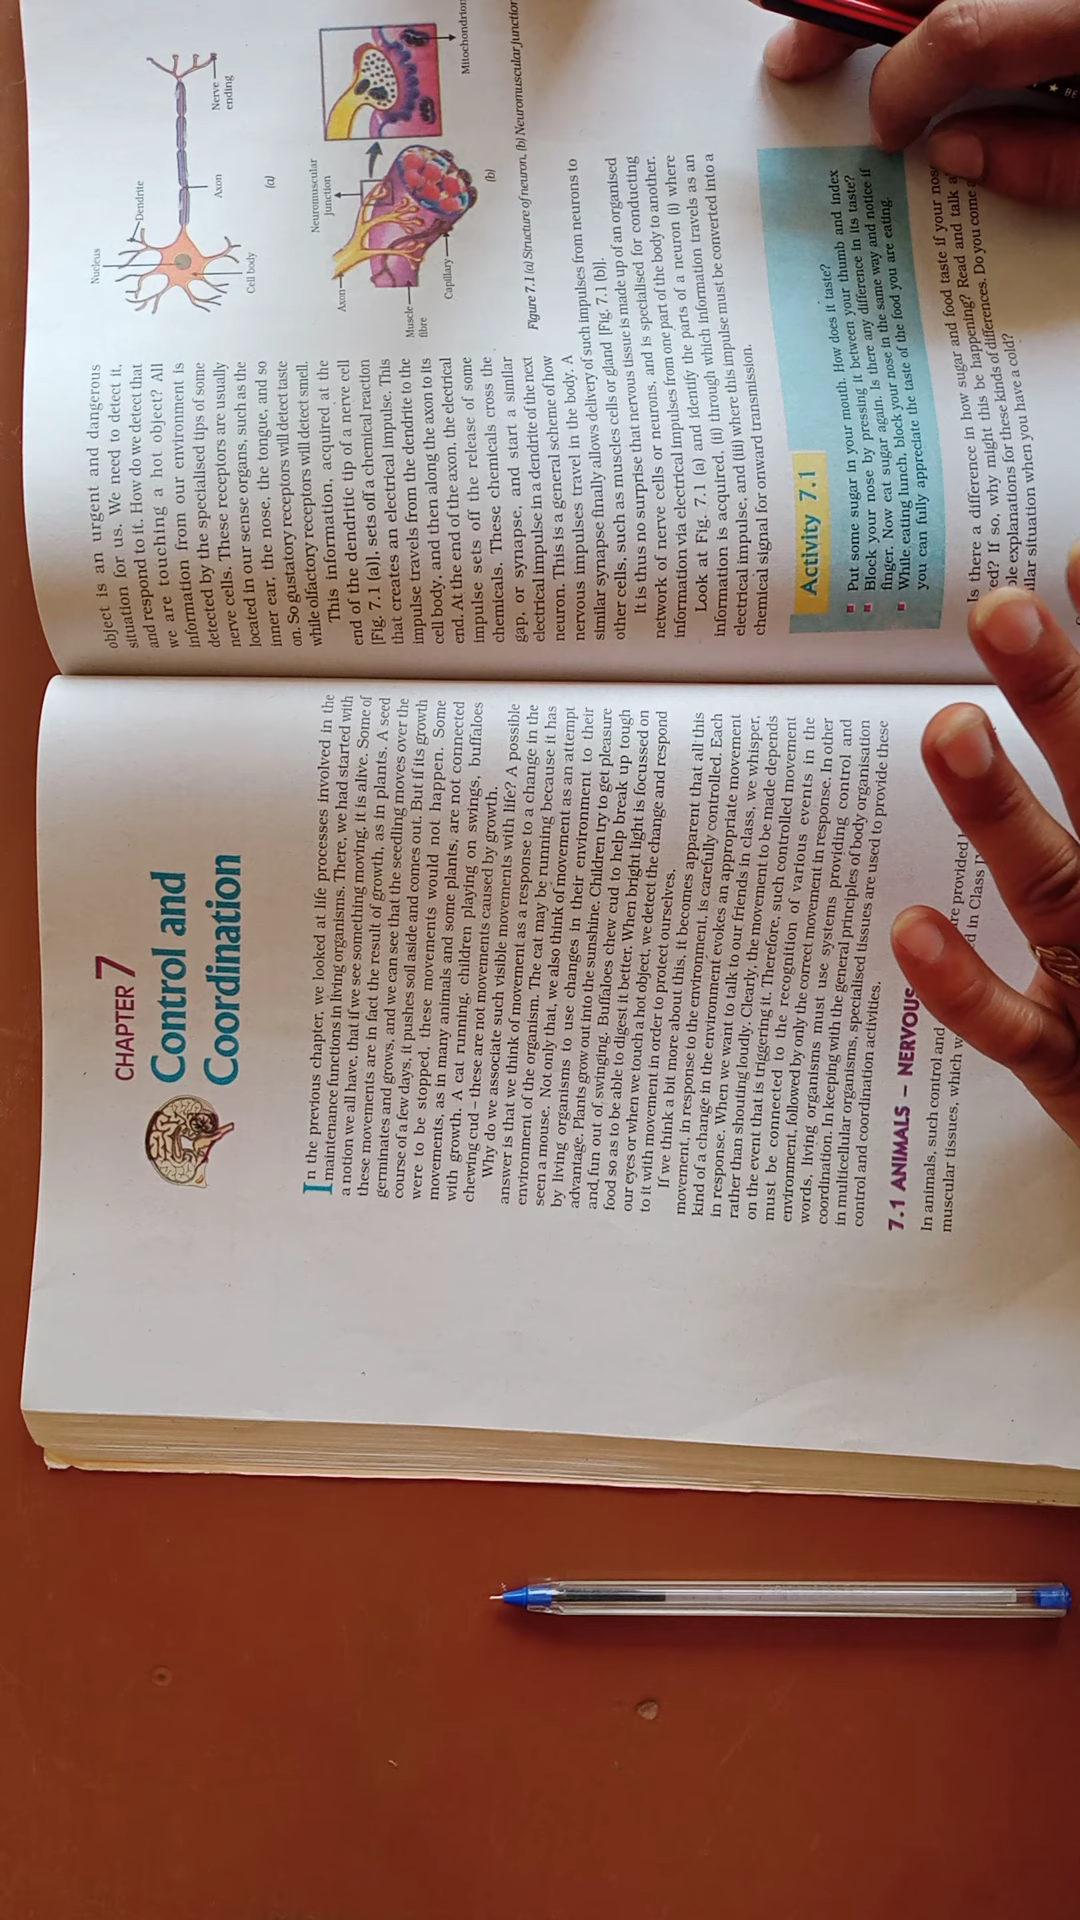 CHAPTER 7
Control and
Coordination
In the previous chapter, we looked at life processes involved in the
maintenance functions in living organisms. There, we had started with
a notion we all have, that if we see something moving, it is alive. Some of
these movements are in fact the result of growth, as in plants. A seed
germinates and grows, and we can see that the seedling moves over the
course of a few days, it pushes soil aside and comes out. But if its growth
were to be stopped, these movements would not happen. Some
movements, as in many animals and some plants, are not connected
with growth. A cat running, children playing on swings, buffaloes
chewing cud – these are not movements caused by growth.
Why do we associate such visible movements with life? A possible
answer is that we think of movement as a response to a change in the
environment of the organism. The cat may be running because it has
seen a mouse. Not only that, we also think of movement as an attempt
by living organisms to use changes in their environment to their
advantage. Plants grow out into the sunshine. Children try to get pleasure
and fun out of swinging. Buffaloes chew cud to help break up tough
food so as to be able to digest it better. When bright light is focussed on
our eyes or when we touch a hot object, we detect the change and respond
to it with movement in order to protect ourselves.
If we think a bit more about this, it becomes apparent that all this
movement, in response to the environment, is carefully controlled. Each
kind of a change in the environment evokes an appropriate movement
in response. When we want to talk to our friends in class, we whisper,
rather than shouting loudly. Clearly, the movement to be made depends
on the event that is triggering it. Therefore, such controlled movement
must be connected to the recognition of various events in the
environment, followed by only the correct movement in response. In other
words, living organisms must use systems providing control and
coordination. In keeping with the general principles of body organisation
in multicellular organisms, specialised tissues are used to provide these
control and coordination activities.
7.1 ANIMALS – NERVOUS
In animals, such control and are provided
muscular tissues, which in Class
object is an urgent and dangerous
situation for us. We need to detect it,
and respond to it. How do we detect that
we are touching a hot object? All
information from our environment is
detected by the specialised tips of some
nerve cells. These receptors are usually
located in our sense organs, such as the
inner ear, the nose, the tongue, and so
on. So gustatory receptors will detect taste
while olfactory receptors will detect smell.
This information, acquired at the
end of the dendritic tip of a nerve cell
[Fig. 7.1 (a)], sets off a chemical reaction
that creates an electrical impulse. This
impulse travels from the dendrite to the
cell body, and then along the axon to its
end. At the end of the axon, the electrical
impulse sets off the release of some
chemicals. These chemicals cross the
gap, or synapse, and start a similar
electrical impulse in a dendrite of the next
neuron. This is a general scheme of how
nervous impulses travel in the body. A
similar synapse finally allows delivery of such impulses from neurons to
other cells, such as muscles cells or gland [Fig. 7.1 (b)].
It is thus no surprise that nervous tissue is made up of an organised
network of nerve cells or neurons, and is specialised for conducting
information via electrical impulses from one part of the body to another.
Look at Fig. 7.1 (a) and identify the parts of a neuron (i) where
information is acquired, (ii) through which information travels as an
electrical impulse, and (iii) where this impulse must be converted into a
chemical signal for onward transmission.
Nucleus
Dendrite
Nerve
ending
Axon
Cell body
(a)
Neuromuscular
junction
Axon
Mitochondrion
Muscle
fibre
Capillary
(b)
Figure 7.1 (a) Structure of neuron, (b) Neuromuscular junction
Activity 7.1
Put some sugar in your mouth. How does it taste?
Block your nose by pressing it between your thumb and index
finger. Now eat sugar again. Is there any difference in its taste?
While eating lunch, block your nose in the same way and notice if
you can fully appreciate the taste of the food you are eating.
Is there a difference in how sugar and food taste if your nose
If so, why might this be happening? Read and talk
explanations for these kinds of differences. Do you come
situation when you have a cold?